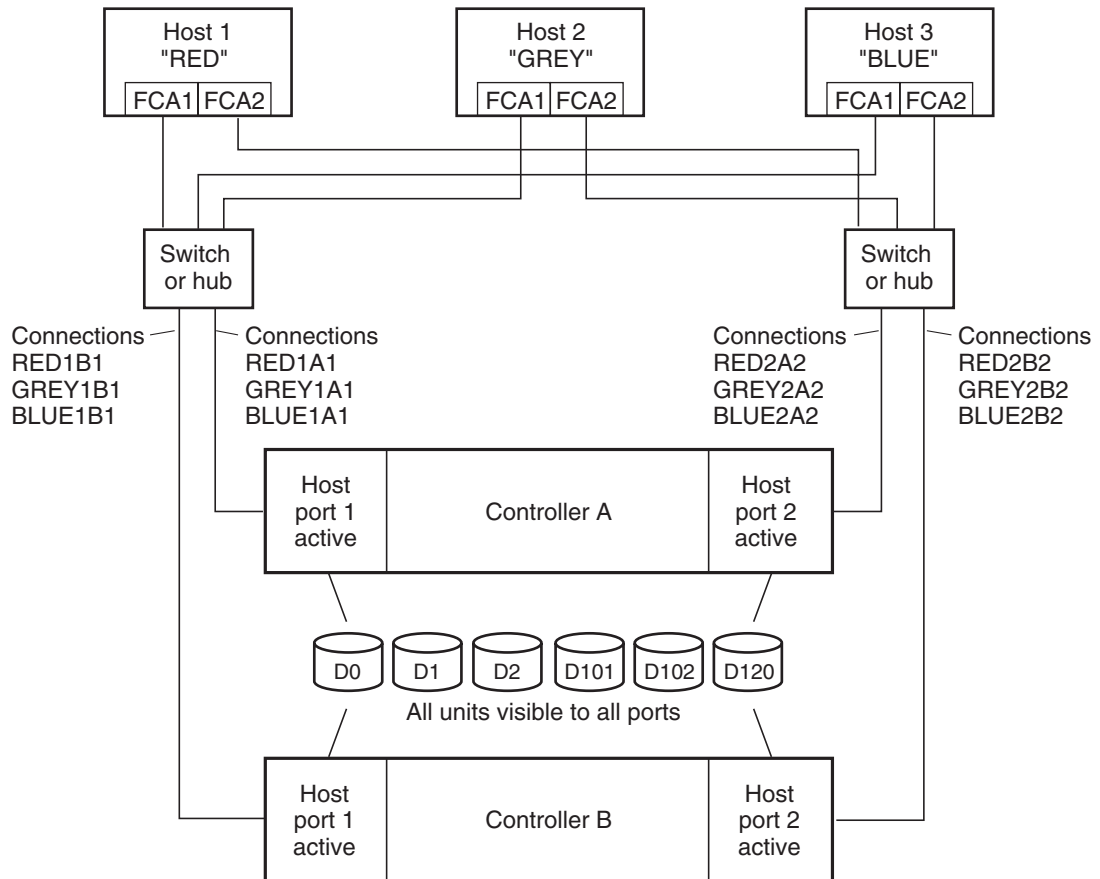 Host 1
"RED"
FCA1 FCA2
Host 2
"GREY"
FCA1 FCA2
Host 3
"BLUE"
FCA1 FCA2
Switch
or hub
Switch
or hub
Connections
RED1B1
GREY1B1
BLUE1B1
Connections
RED1A1
GREY1A1
BLUE1A1
Connections
RED2A2
GREY2A2
BLUE2A2
Connections
RED2B2
GREY2B2
BLUE2B2
Host
port 1
active
Controller A
Host
port 2
active
D0 D1 D2 D101 D102 D120
All units visible to all ports
Host
port 1
active
Controller B
Host
port 2
active